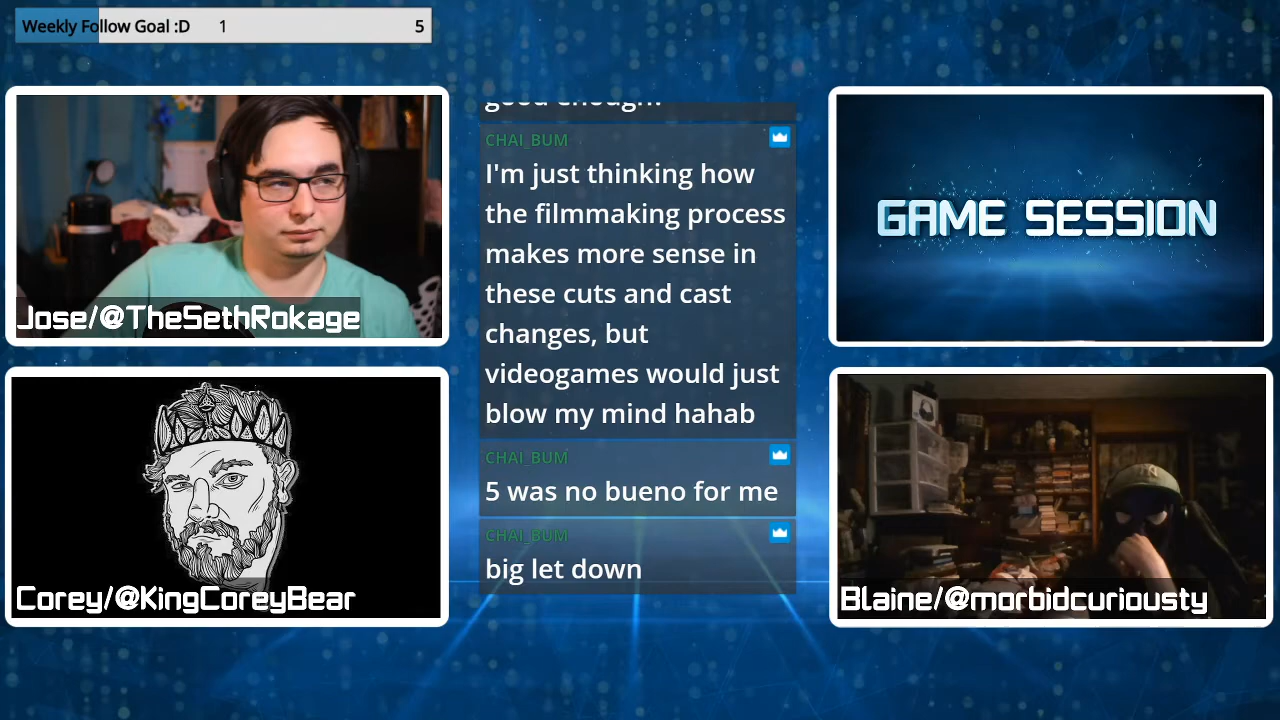 Weekly Follow Goal :D 1 5
good enough.
CHAI_BUM
I'm just thinking how
the filmmaking process
makes more sense in
these cuts and cast
changes, but
videogames would just
blow my mind hahab
CHAI_BUM
5 was no bueno for me
CHAI_BUM
big let down
Jose/@TheSethRokage
Corey/@KingCoreyBear
GAME SESSION
Blaine/@morbidcuriousty